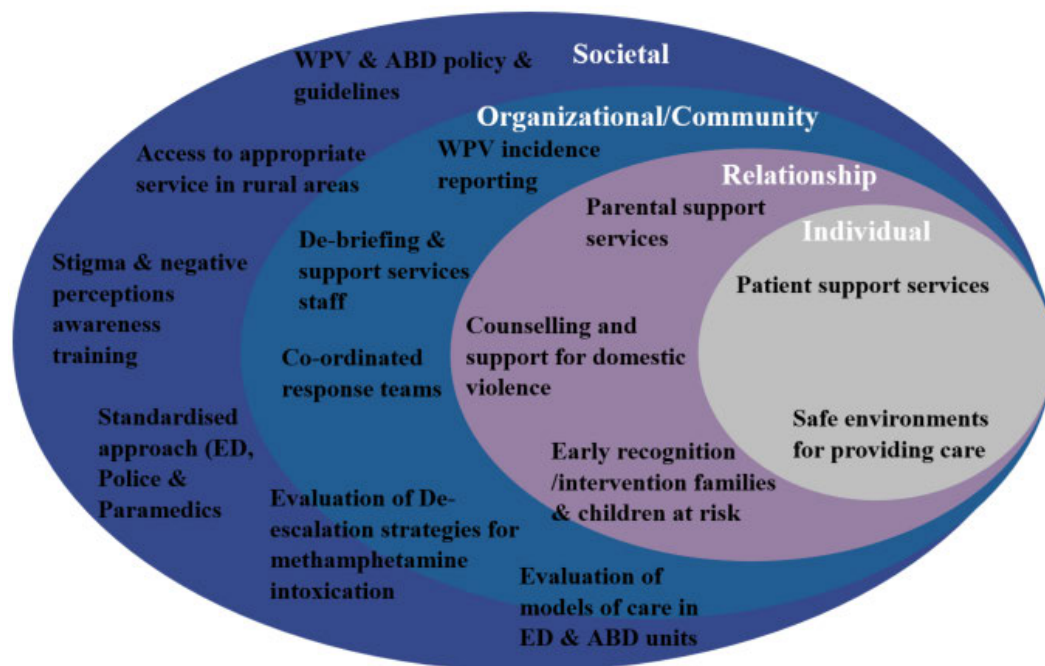 Societal
WPV & ABD policy &
guidelines
Access to appropriate
service in rural areas
Stigma & negative
perceptions
awareness
training
Standardised
approach (ED,
Police &
Paramedics
Organizational/Community
WPV incidence
reporting
De-briefing &
support services
staff
Co-ordinated
response teams
Evaluation of De-
escalation strategies for
methamphetamine
intoxication
Evaluation of
models of care in
ED & ABD units
Relationship
Parental support
services
Counselling and
support for domestic
violence
Early recognition
/intervention families
& children at risk
Individual
Patient support services
Safe environments
for providing care